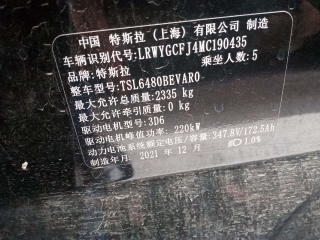 中国 特斯拉(上海)有限公司 制造
车辆识别代号: LRWYGCFJ4MC190435
品牌: 特斯拉 乘坐人数: 5
整车型号: TSL6480BEVAR0
最大允许总质量: 2335 kg
最大允许牵引质量: 0 kg
驱动电机型号: 3D6
驱动电机峰值功率: 220kW
动力电池系统额定电压/容量: 347.8V/172.5Ah
制造年月: 2021 年 12 月 1.0%